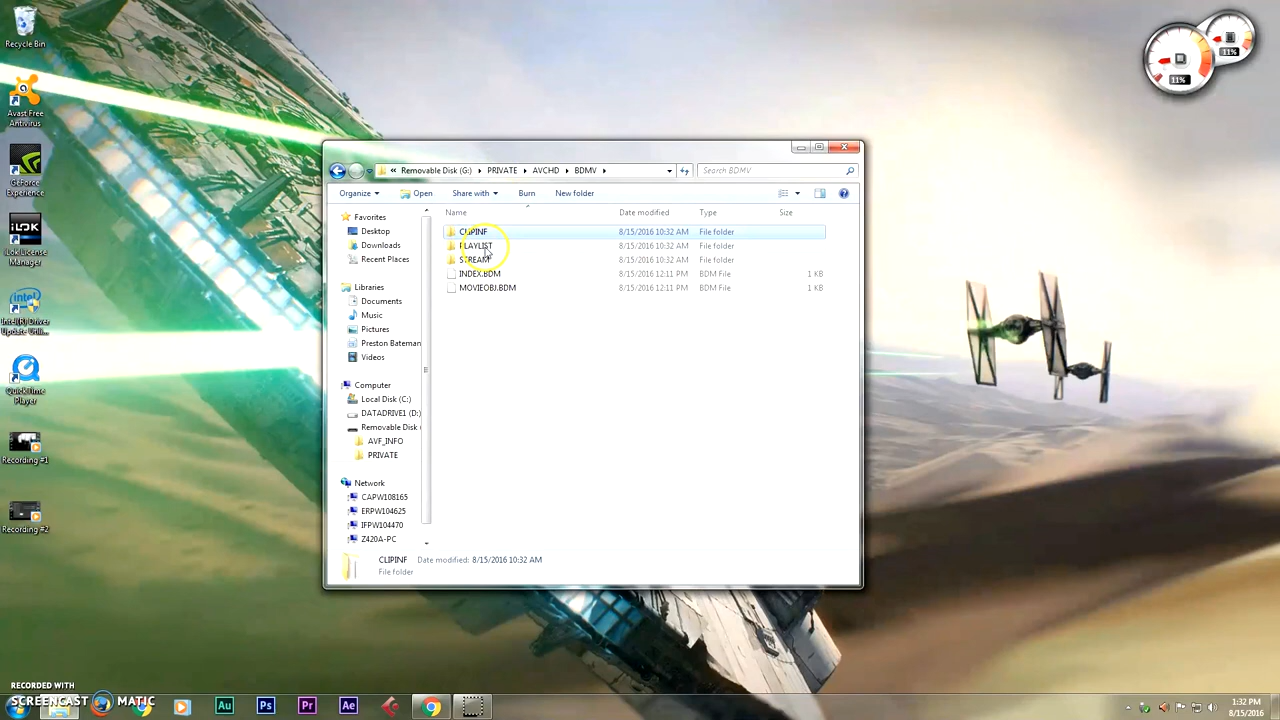 Recycle Bin
Avast Free
Antivirus
GeForce
Experience
iLOK
iLok License
Manager
Intel(R) Driver
Update Utili...
QuickTime
Player
Recording #1
Recording #2
11%
11%
« Removable Disk (G:) ▸ PRIVATE ▸ AVCHD ▸ BDMV ▸
Search BDMV
Organize ▾ Open Share with ▾ Burn New folder
Name Date modified Type Size
CLIPINF 8/15/2016 10:32 AM File folder
PLAYLIST 8/15/2016 10:32 AM File folder
STREAM 8/15/2016 10:32 AM File folder
INDEX.BDM 8/15/2016 12:11 PM BDM File 1 KB
MOVIEOBJ.BDM 8/15/2016 12:11 PM BDM File 1 KB
Favorites
Desktop
Downloads
Recent Places
Libraries
Documents
Music
Pictures
Preston Bateman
Videos
Computer
Local Disk (C:)
DATADRIVE1 (D:)
Removable Disk (
AVF_INFO
PRIVATE
Network
CAPW108165
ERPW104625
IFPW104470
Z420A-PC
CLIPINF Date modified: 8/15/2016 10:32 AM
File folder
RECORDED WITH
SCREENCAST MATIC
Au Ps Pr Ae
1:32 PM
8/15/2016